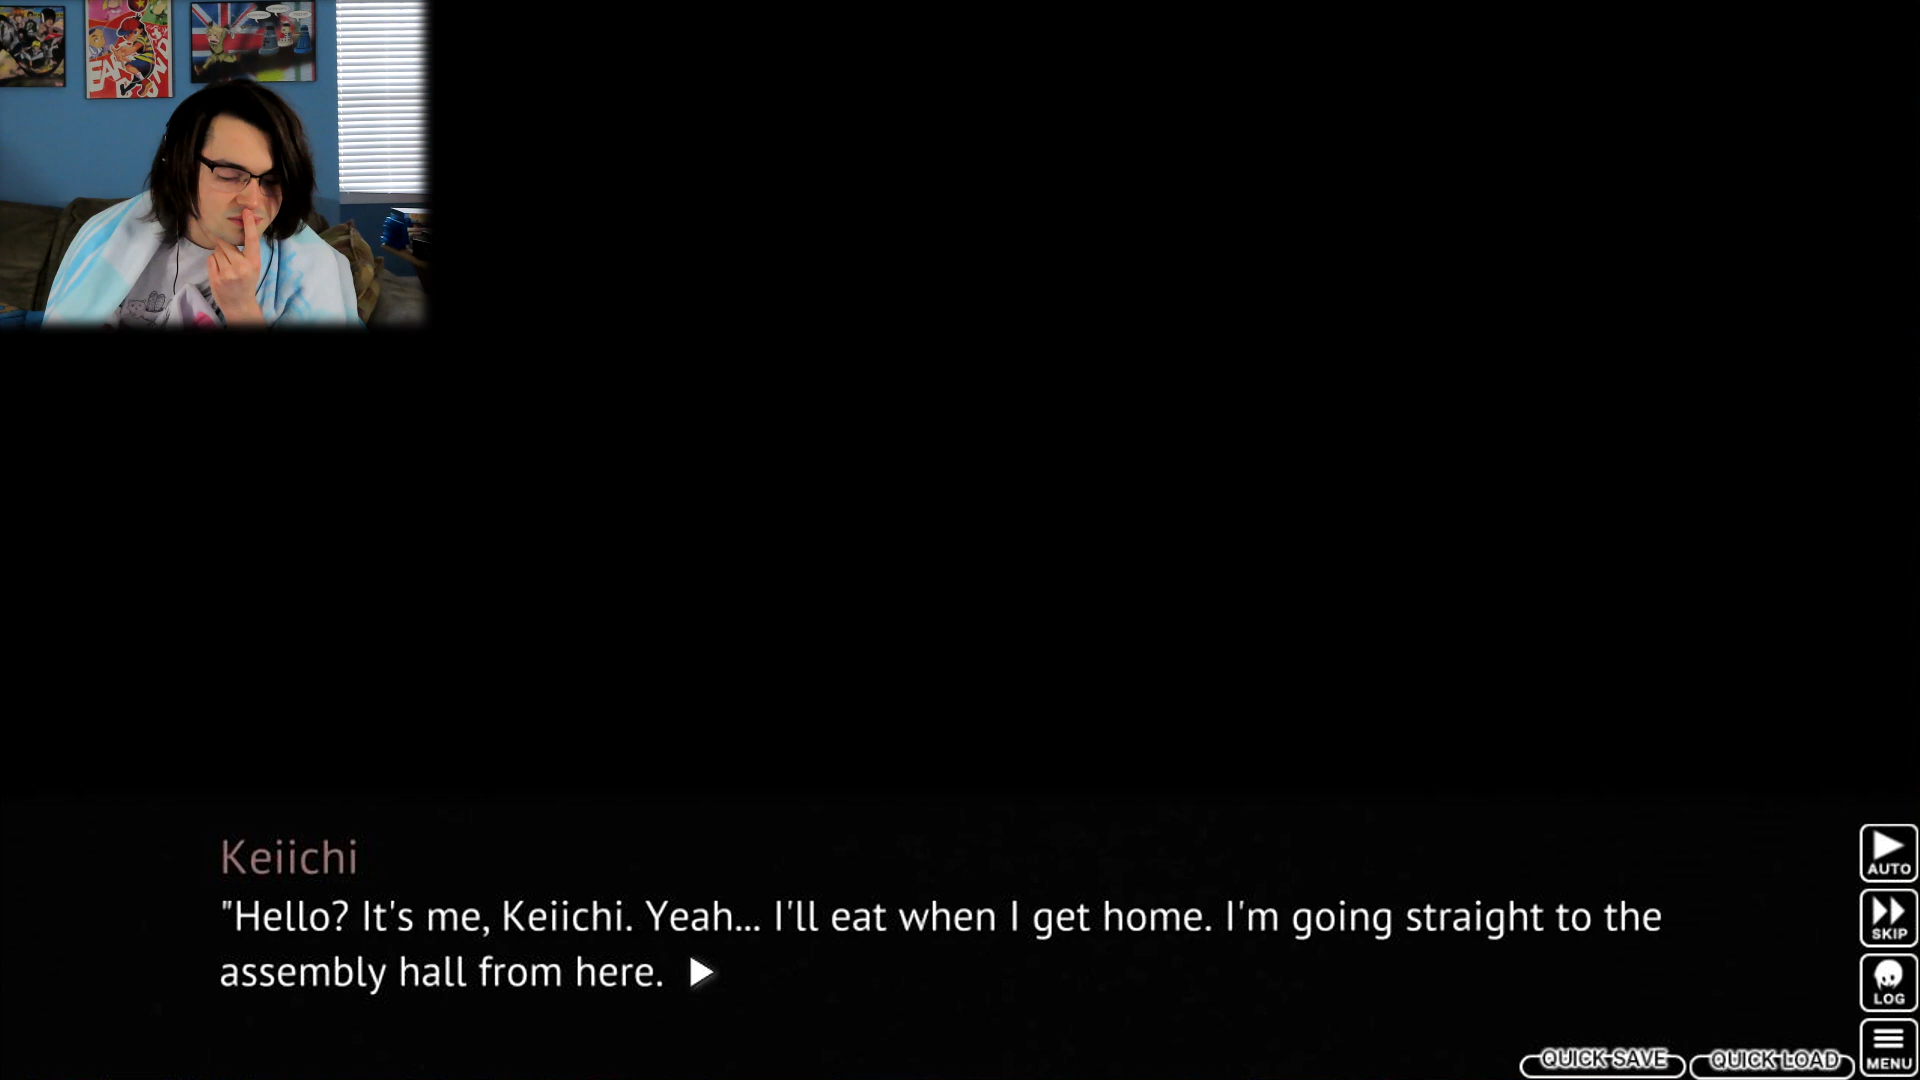 Keiichi
"Hello? It's me, Keiichi. Yeah... I'll eat when I get home. I'm going straight to the
assembly hall from here.
AUTO
SKIP
LOG
MENU
QUICK SAVE
QUICK LOAD